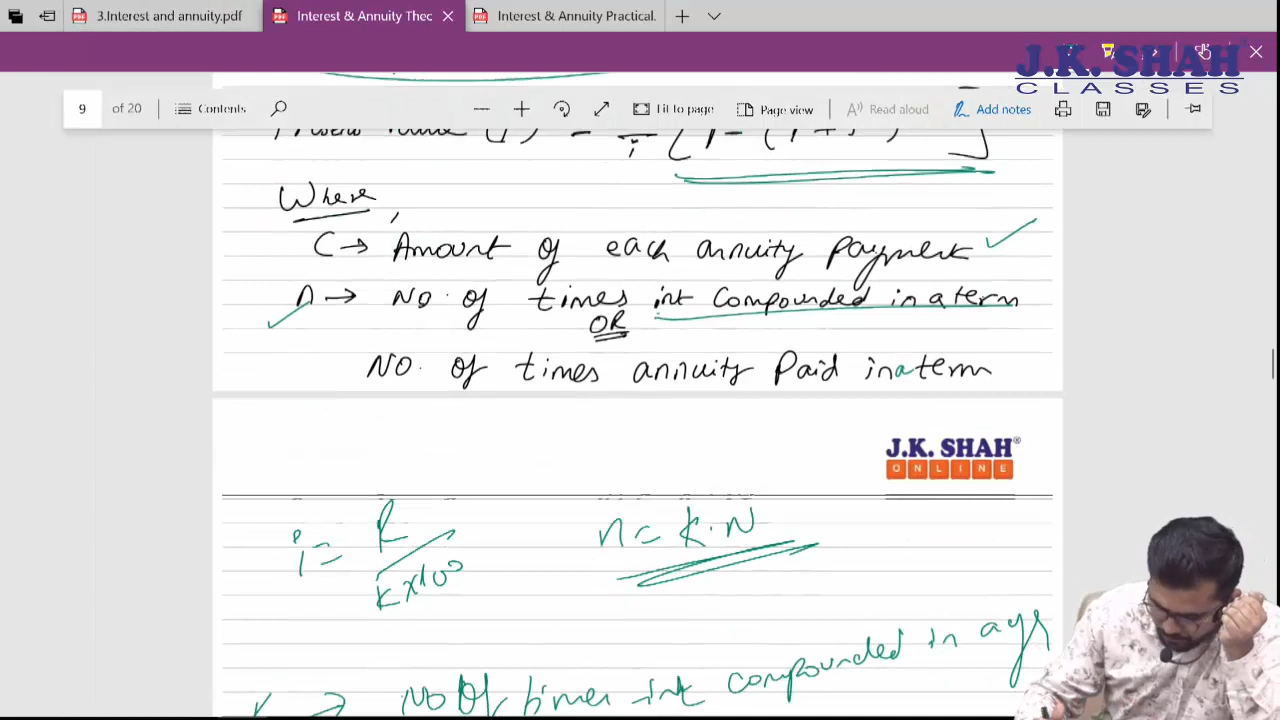 3.Interest and annuity.pdf Interest & Annuity Thec Interest & Annuity Practical.
J.K. SHAH
CLASSES
9 of 20 Contents Fit to page Page view Read aloud Add notes
Where,
C → Amount of each annuity payment
n → No. of times int compounded in a term
OR
No. of times annuity Paid in a term
J.K. SHAH®
ONLINE
i = R / K×100 n = K.N
K → No Of times int compounded in a yr